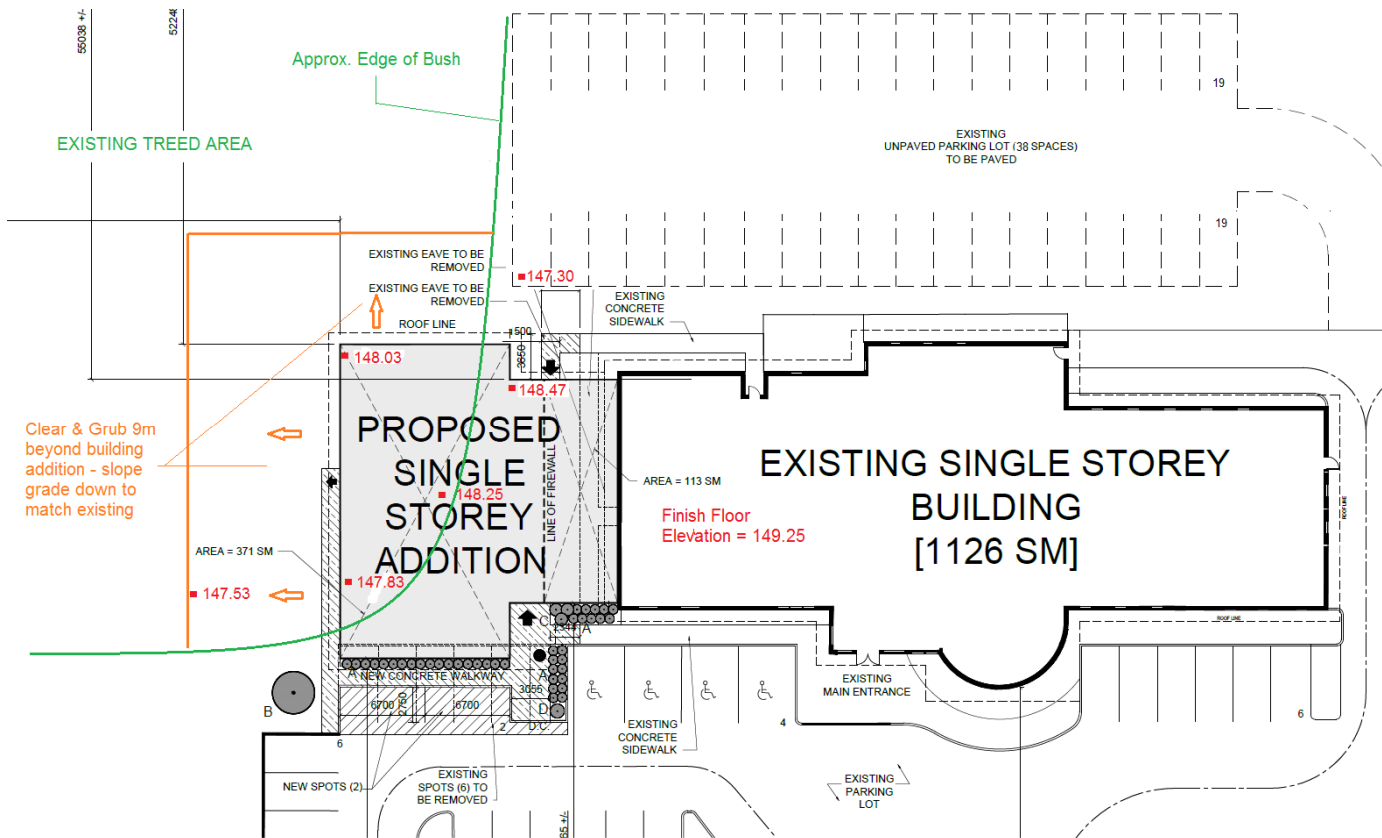 55038 +/-
5224
Approx. Edge of Bush
EXISTING TREED AREA
19
EXISTING
UNPAVED PARKING LOT (38 SPACES)
TO BE PAVED
19
EXISTING EAVE TO BE
REMOVED
EXISTING EAVE TO BE
REMOVED
147.30
EXISTING
CONCRETE
SIDEWALK
ROOF LINE
1500
3650
148.03
148.47
Clear & Grub 9m
beyond building
addition - slope
grade down to
match existing
PROPOSED
SINGLE
STOREY
ADDITION
148.25
LINE OF FIREWALL
AREA = 113 SM
EXISTING SINGLE STOREY
BUILDING
[1126 SM]
Finish Floor
Elevation = 149.25
ROOF LINE
AREA = 371 SM
147.83
147.53
C
2344
A
ROOF LINE
A
NEW CONCRETE WALKWAY
A
3055
B
6700
2750
6700
D
2
D.C.
6
EXISTING
MAIN ENTRANCE
4
6
EXISTING
CONCRETE
SIDEWALK
NEW SPOTS (2)
EXISTING
SPOTS (6) TO
BE REMOVED
EXISTING
PARKING
LOT
65 +/-